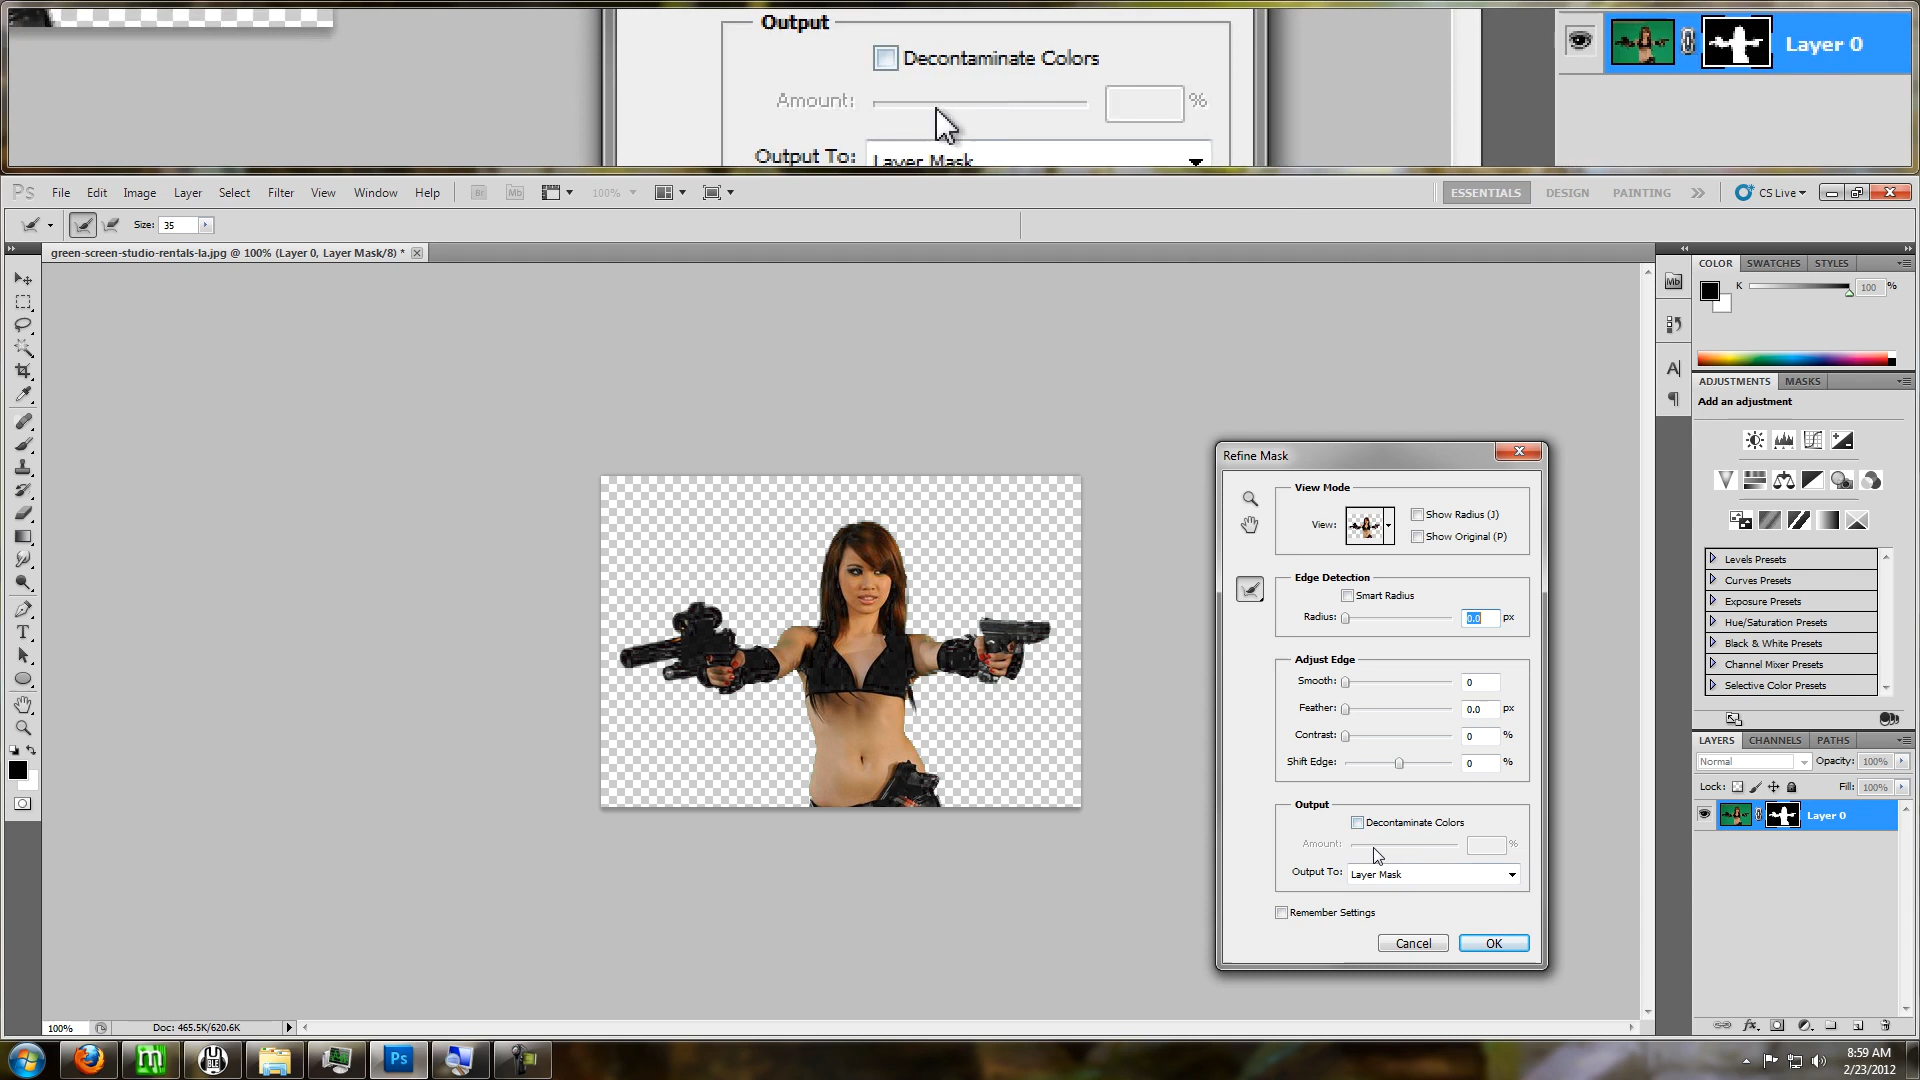 Output
Decontaminate Colors
Amount: %
Output To: Layer Mask
Layer 0
Ps File Edit Image Layer Select Filter View Window Help Br Mb 100% ESSENTIALS DESIGN PAINTING CS Live
Size: 35
green-screen-studio-rentals-la.jpg @ 100% (Layer 0, Layer Mask/8) *
COLOR SWATCHES STYLES
Mb
K 100 %
A
ADJUSTMENTS MASKS
Add an adjustment
Levels Presets
Curves Presets
Exposure Presets
Hue/Saturation Presets
Black & White Presets
Channel Mixer Presets
Selective Color Presets
LAYERS CHANNELS PATHS
Normal Opacity: 100%
Lock: Fill: 100%
Layer 0
Refine Mask
View Mode
View:
Show Radius (J)
Show Original (P)
Edge Detection
Smart Radius
Radius: 0.0 px
Adjust Edge
Smooth: 0
Feather: 0.0 px
Contrast: 0 %
Shift Edge: 0 %
Output
Decontaminate Colors
Amount: %
Output To: Layer Mask
Remember Settings
Cancel OK
T
100% Doc: 465.5K/620.6K
fx
Ps
8:59 AM
2/23/2012